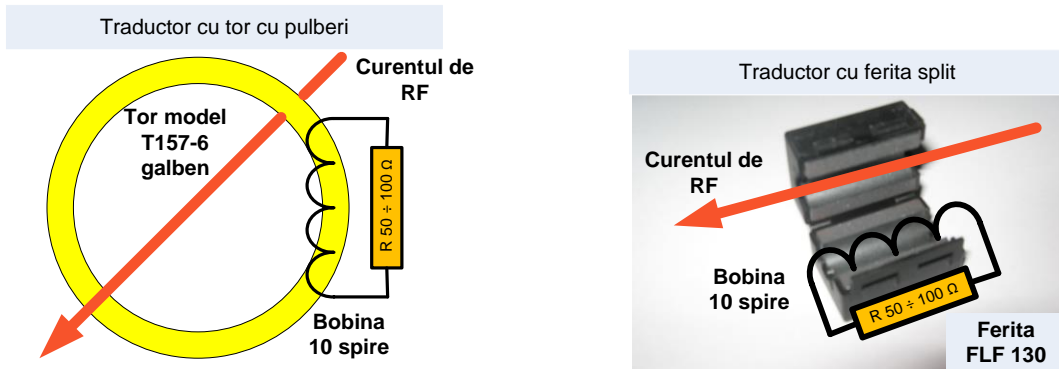 Traductor cu tor cu pulberi
Curentul de
RF
Tor model
T157-6
galben
R 50 ÷ 100 Ω
Bobina
10 spire
Traductor cu ferita split
Curentul de
RF
Bobina
10 spire
R 50 ÷ 100 Ω
Ferita
FLF 130